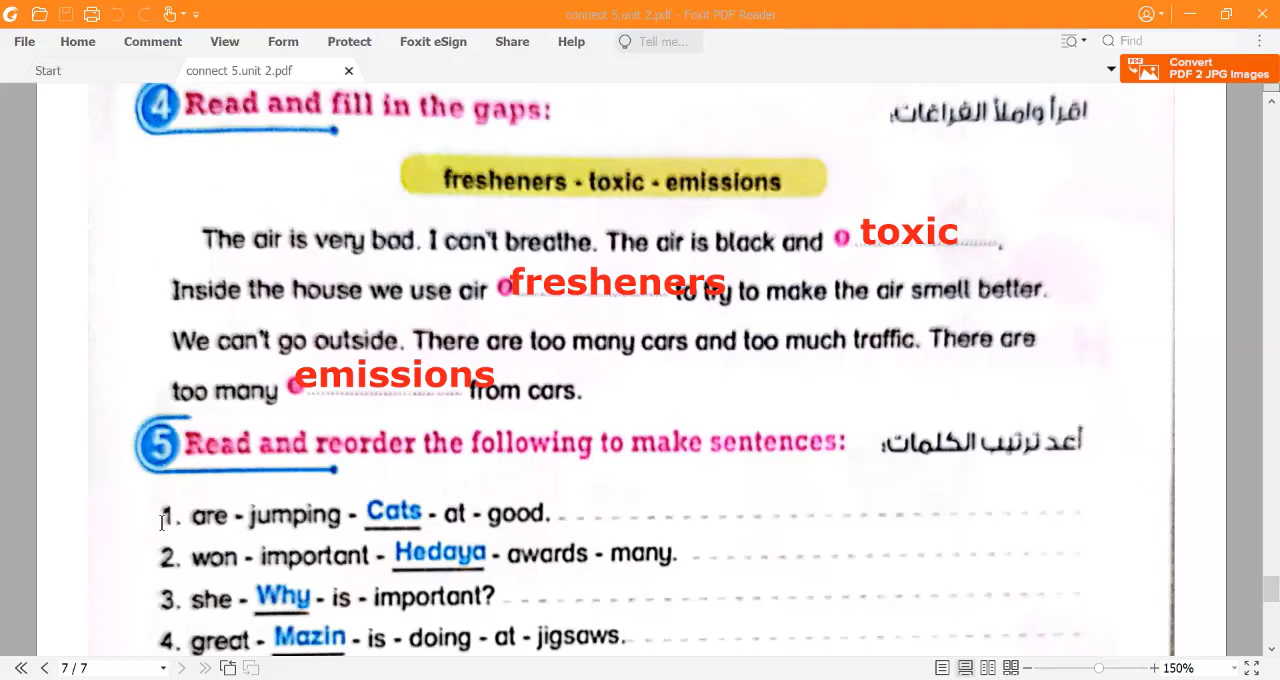 connect 5.unit 2.pdf - Foxit PDF Reader
File Home Comment View Form Protect Foxit eSign Share Help Tell me... Find
Start connect 5.unit 2.pdf
Convert
PDF 2 JPG Images
4 Read and fill in the gaps: اقرأ واملأ الفراغات:
fresheners - toxic - emissions
The air is very bad. I can't breathe. The air is black and toxic.
Inside the house we use air fresheners to try to make the air smell better.
We can't go outside. There are too many cars and too much traffic. There are
too many emissions from cars.
5 Read and reorder the following to make sentences: أعد ترتيب الكلمات:
1. are - jumping - Cats - at - good.
2. won - important - Hedaya - awards - many.
3. she - Why - is - important?
4. great - Mazin - is - doing - at - jigsaws.
7 / 7 150%